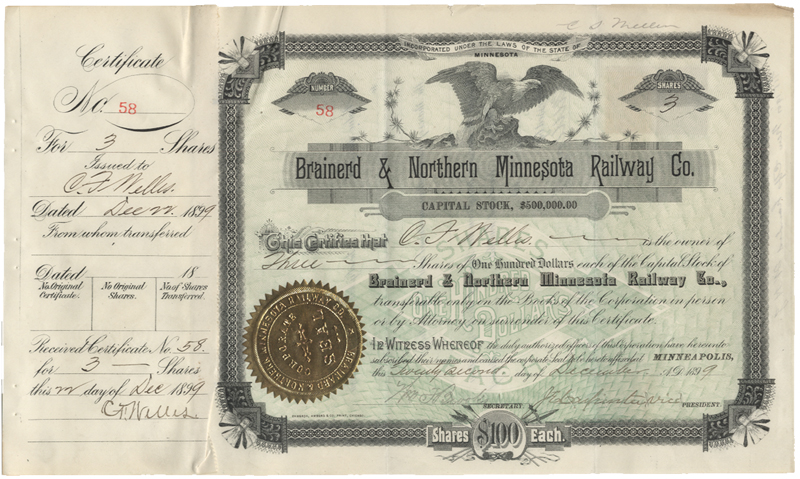 Certificate
No. 58
For 3 Shares
Issued to
C. F. Wells.
Dated Dec 22 1899
From whom transferred
Dated 18
No. Original Certificate.
No. Original Shares.
No. of Shares Transferred.
Received Certificate No. 58.
for 3 Shares
this 22 day of Dec 1899
INCORPORATED UNDER THE LAWS OF THE STATE OF
MINNESOTA
NUMBER
58
SHARES
3
Brainerd & Northern Minnesota Railway Co.
CAPITAL STOCK, $500,000.00
This Certifies that C. F. Wells. is the owner of
Three Shares of One Hundred Dollars each of the Capital Stock of
Brainerd & Northern Minnesota Railway Co.,
transferable only on the Books of the Corporation in person
or by Attorney on surrender of this Certificate.
In Witness Whereof the duly authorized officers of this corporation have hereunto
subscribed their names and caused the corporate Seal to be hereto affixed at MINNEAPOLIS,
this Twenty second day of December A.D. 1899
SECRETARY
PRESIDENT.
BRAINERD & NORTHERN MINNESOTA RAILWAY CO.
CORPORATE
SEAL
Shares $100 Each.